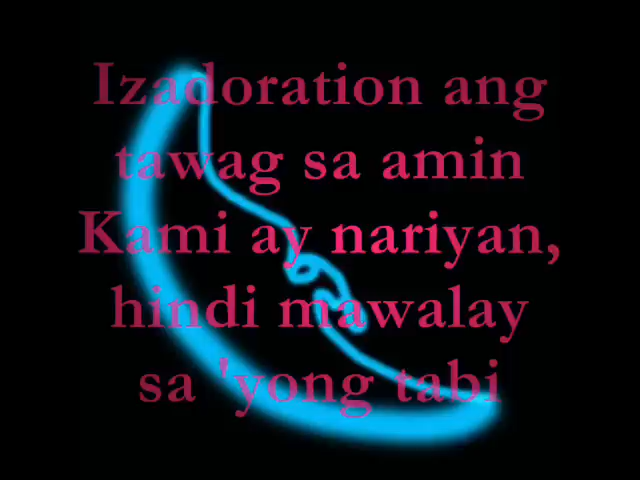 Izadoration ang
tawag sa amin
Kami ay nariyan,
hindi mawalay
sa 'yong tabi